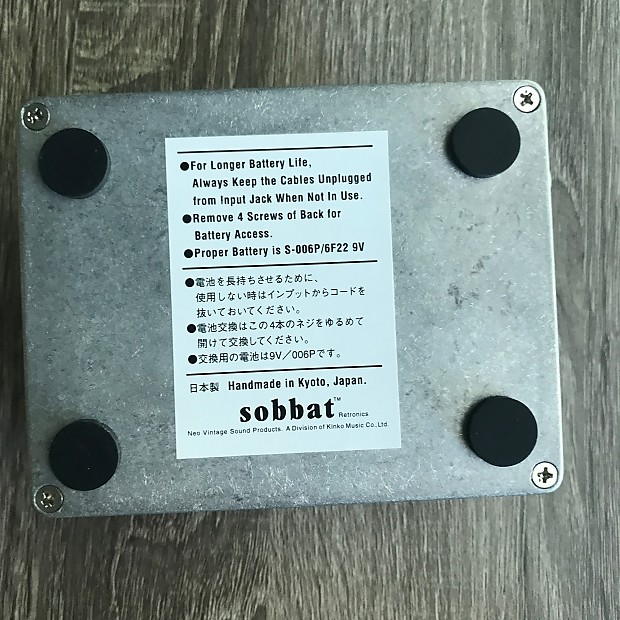 ●For Longer Battery Life,
Always Keep the Cables Unplugged
from Input Jack When Not In Use.
●Remove 4 Screws of Back for
Battery Access.
●Proper Battery is S-006P/6F22 9V
●電池を長持ちさせるために、
使用しない時はインプットからコードを
抜いておいてください。
●電池交換はこの4本のネジをゆるめて
開けて交換してください。
●交換用の電池は9V／006Pです。
日本製 Handmade in Kyoto, Japan.
sobbat™ Retronics
Neo Vintage Sound Products. A Division of Kinko Music Co., Ltd.